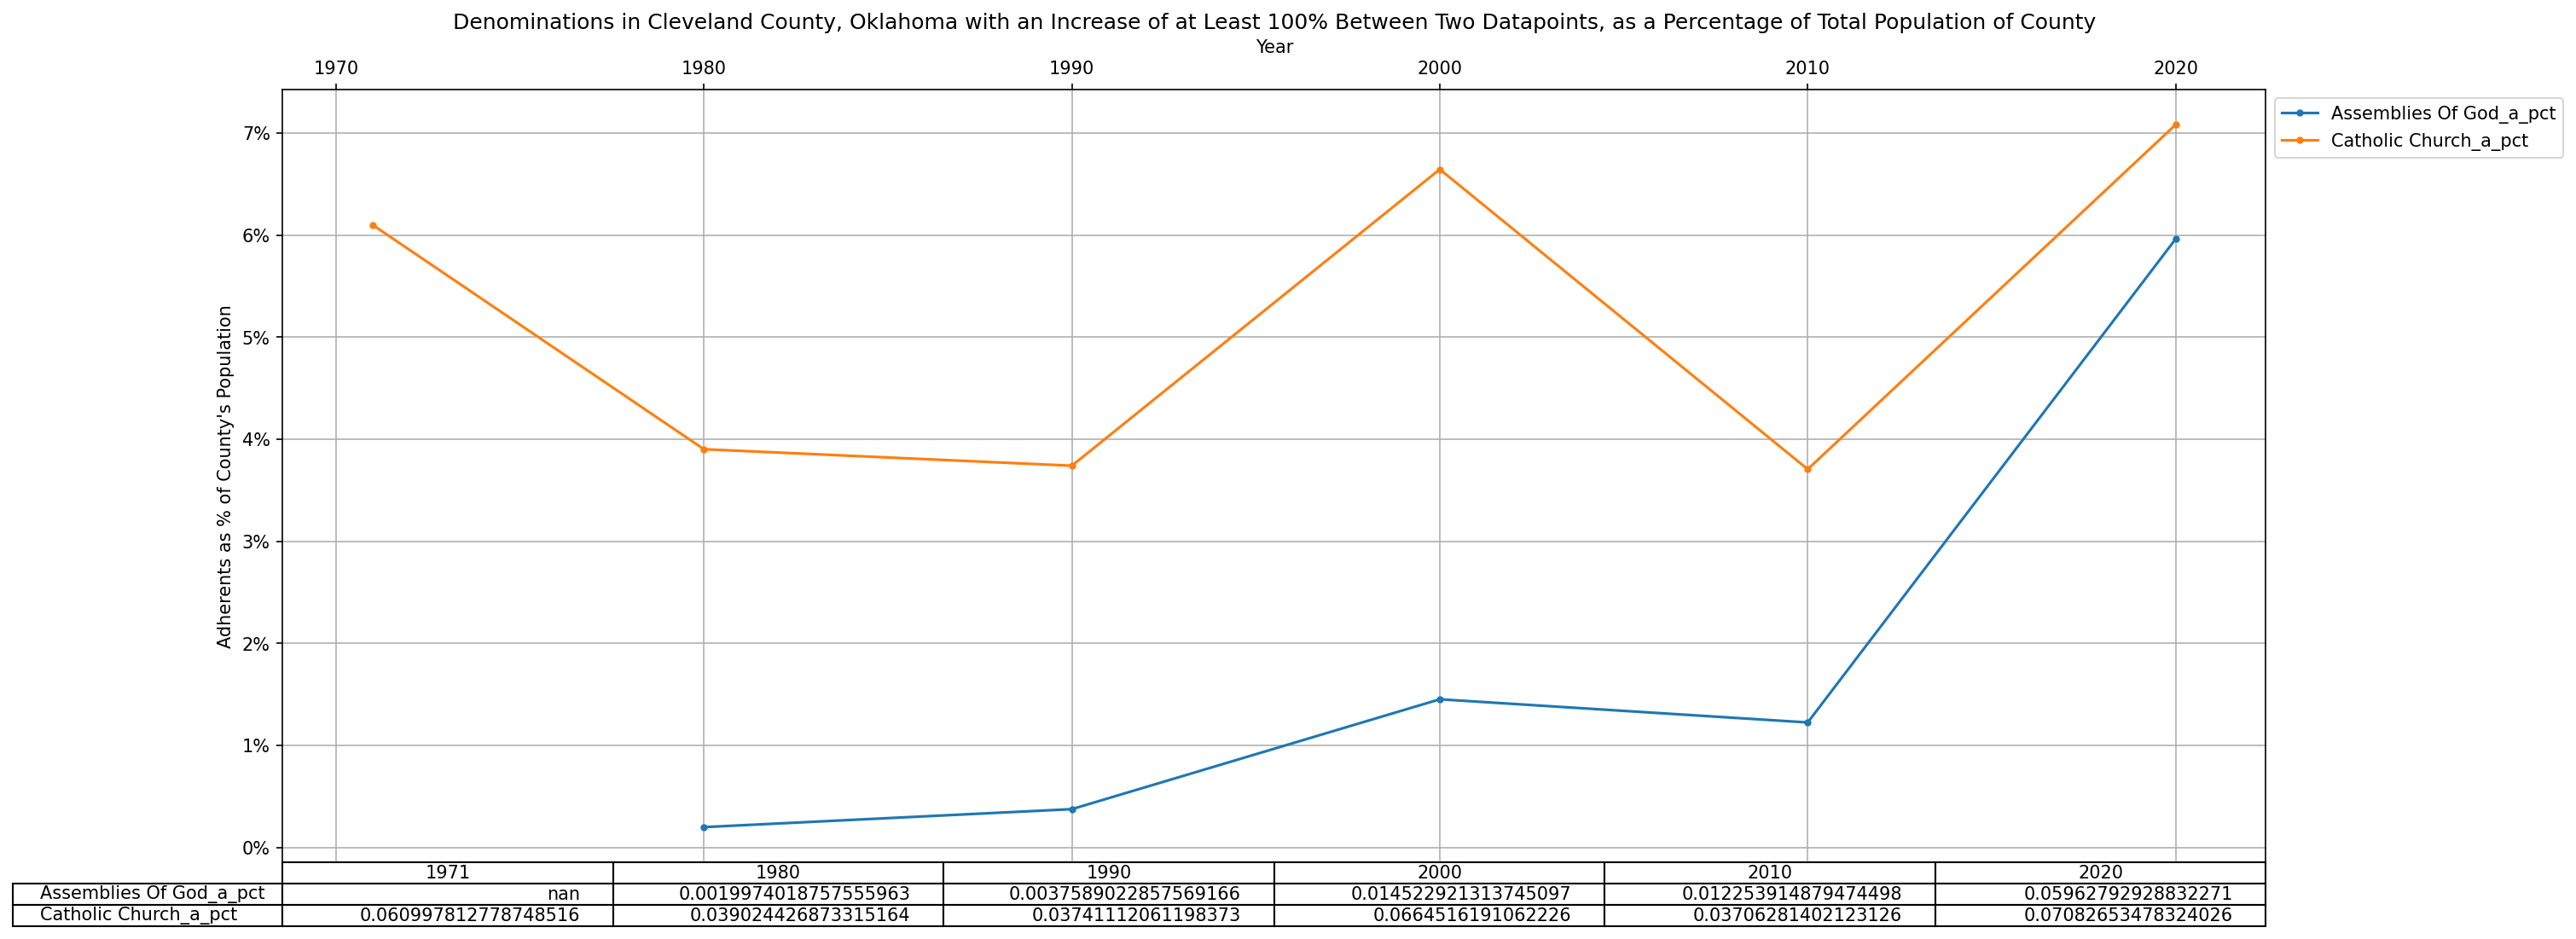 Denominations in Cleveland County, Oklahoma with an Increase of at Least 100% Between Two Datapoints, as a Percentage of Total Population of County
Year
1970 1980 1990 2000 2010 2020
Assemblies Of God_a_pct
Catholic Church_a_pct
7%
6%
5%
4%
3%
2%
1%
0%
Adherents as % of County's Population
1971 1980 1990 2000 2010 2020
Assemblies Of God_a_pct nan 0.0019974018757555963 0.0037589022857569166 0.014522921313745097 0.012253914879474498 0.05962792928832271
Catholic Church_a_pct 0.060997812778748516 0.039024426873315164 0.03741112061198373 0.0664516191062226 0.03706281402123126 0.07082653478324026